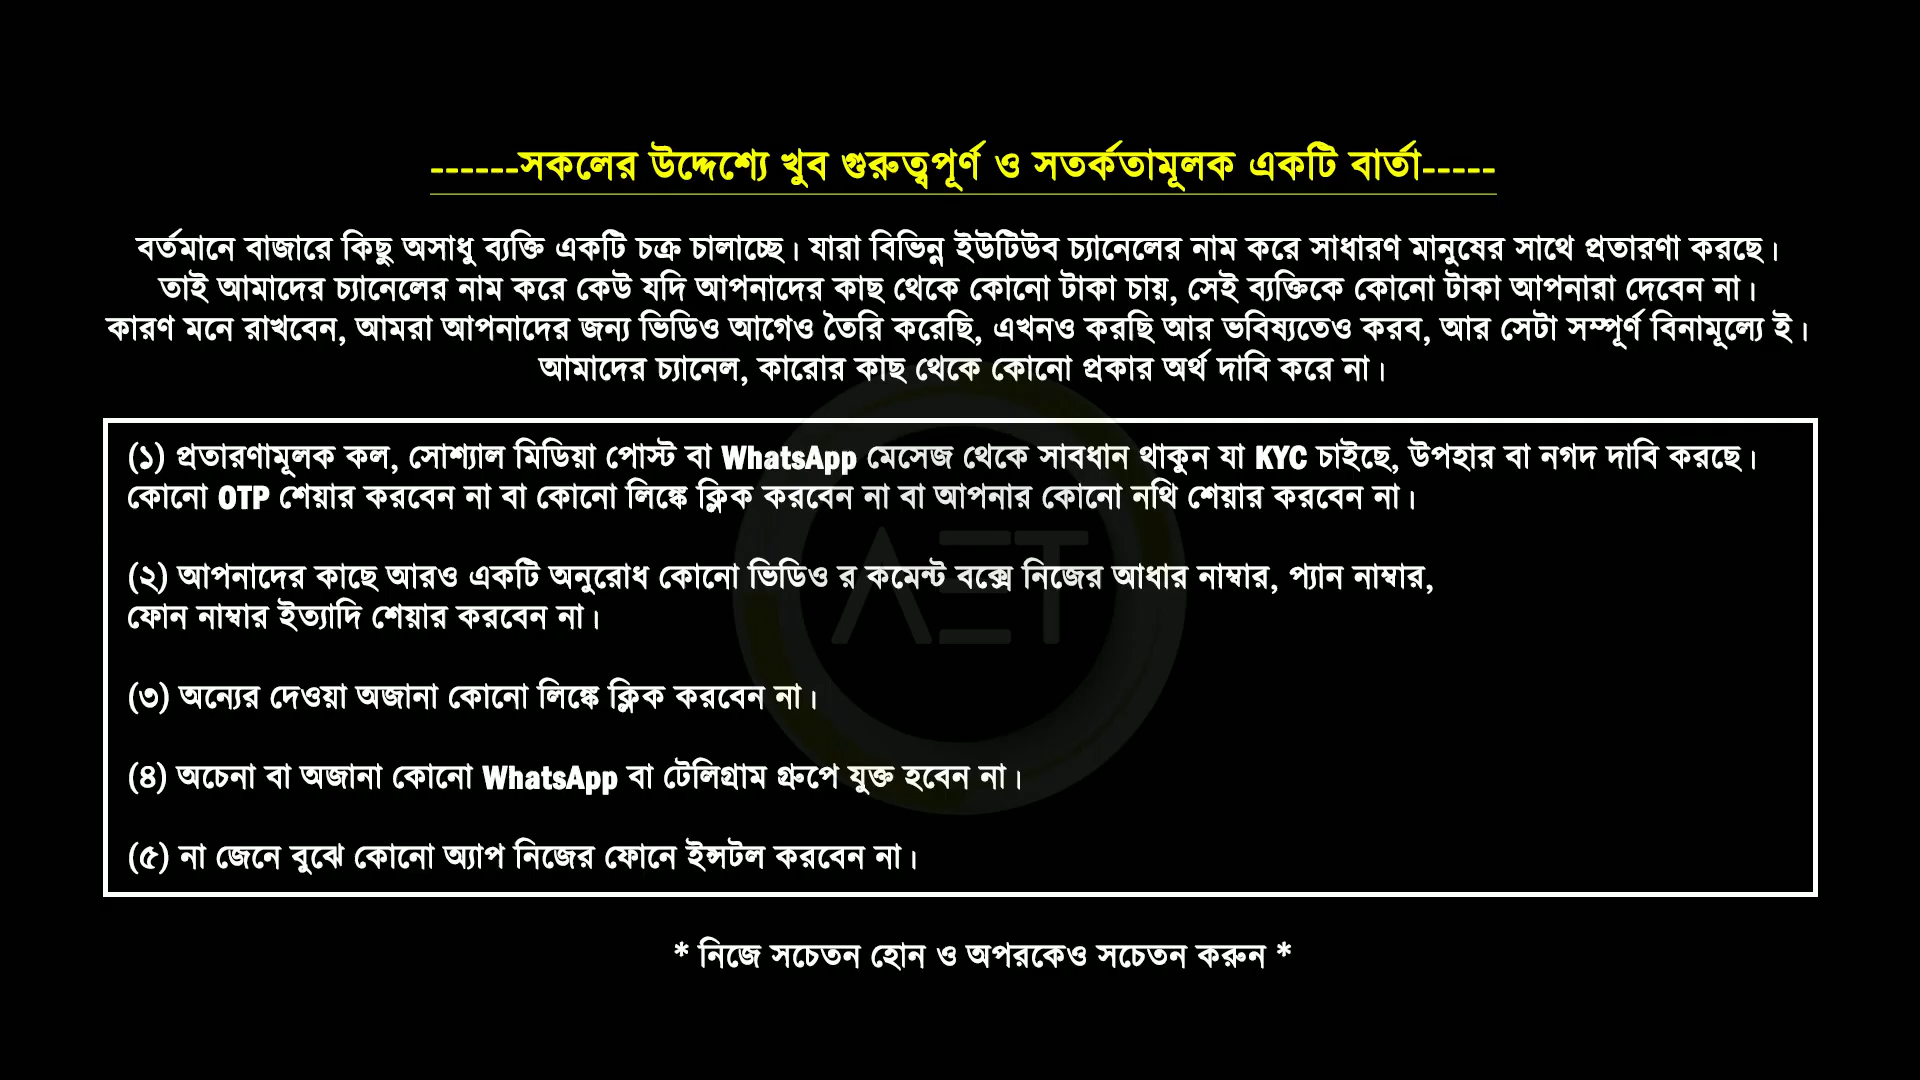 ------সকলের উদ্দেশ্যে খুব গুরুত্বপূর্ণ ও সতর্কতামূলক একটি বার্তা-----
বর্তমানে বাজারে কিছু অসাধু ব্যক্তি একটি চক্র চালাচ্ছে। যারা বিভিন্ন ইউটিউব চ্যানেলের নাম করে সাধারণ মানুষের সাথে প্রতারণা করছে।
তাই আমাদের চ্যানেলের নাম করে কেউ যদি আপনাদের কাছ থেকে কোনো টাকা চায়, সেই ব্যক্তিকে কোনো টাকা আপনারা দেবেন না।
কারণ মনে রাখবেন, আমরা আপনাদের জন্য ভিডিও আগেও তৈরি করেছি, এখনও করছি আর ভবিষ্যতেও করব, আর সেটা সম্পূর্ণ বিনামূল্যে ই।
আমাদের চ্যানেল, কারোর কাছ থেকে কোনো প্রকার অর্থ দাবি করে না।
(১) প্রতারণামূলক কল, সোশ্যাল মিডিয়া পোস্ট বা WhatsApp মেসেজ থেকে সাবধান থাকুন যা KYC চাইছে, উপহার বা নগদ দাবি করছে।
কোনো OTP শেয়ার করবেন না বা কোনো লিঙ্কে ক্লিক করবেন না বা আপনার কোনো নথি শেয়ার করবেন না।
(২) আপনাদের কাছে আরও একটি অনুরোধ কোনো ভিডিও র কমেন্ট বক্সে নিজের আধার নাম্বার, প্যান নাম্বার,
ফোন নাম্বার ইত্যাদি শেয়ার করবেন না।
AET
(৩) অন্যের দেওয়া অজানা কোনো লিঙ্কে ক্লিক করবেন না।
(৪) অচেনা বা অজানা কোনো WhatsApp বা টেলিগ্রাম গ্রুপে যুক্ত হবেন না।
(৫) না জেনে বুঝে কোনো অ্যাপ নিজের ফোনে ইন্সটল করবেন না।
* নিজে সচেতন হোন ও অপরকেও সচেতন করুন *